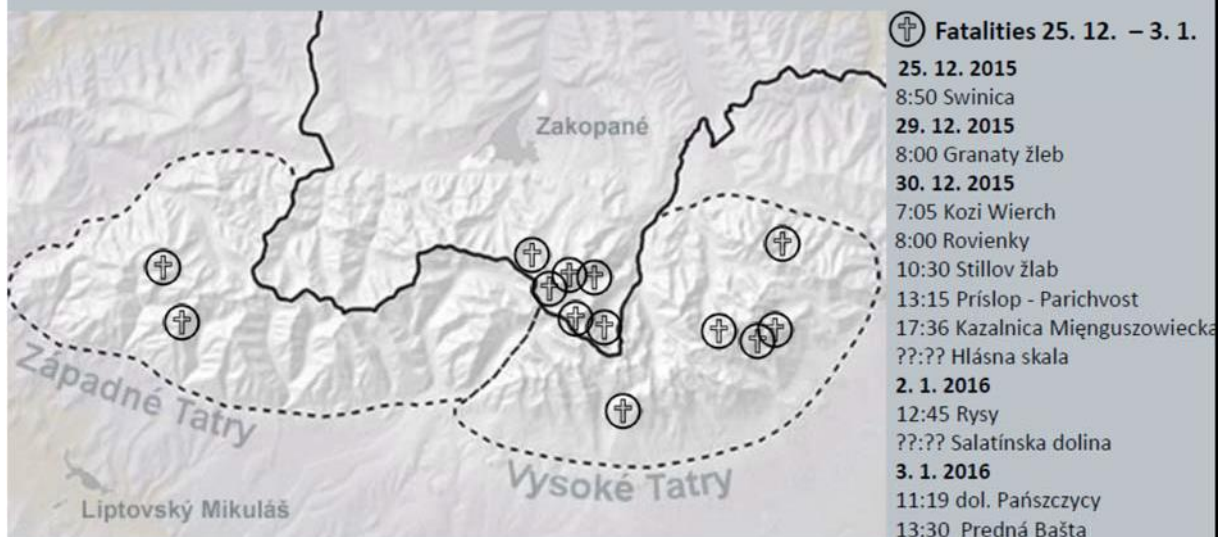 Zakopané
Západné Tatry
Vysoké Tatry
Liptovský Mikuláš
Fatalities 25. 12. – 3. 1.
25. 12. 2015
8:50 Swinica
29. 12. 2015
8:00 Granaty žleb
30. 12. 2015
7:05 Kozi Wierch
8:00 Rovienky
10:30 Stillov žlab
13:15 Príslop - Parichvost
17:36 Kazalnica Mięnguszowiecka
??:?? Hlásna skala
2. 1. 2016
12:45 Rysy
??:?? Salatínska dolina
3. 1. 2016
11:19 dol. Pańszczycy
13:30 Predná Bašta